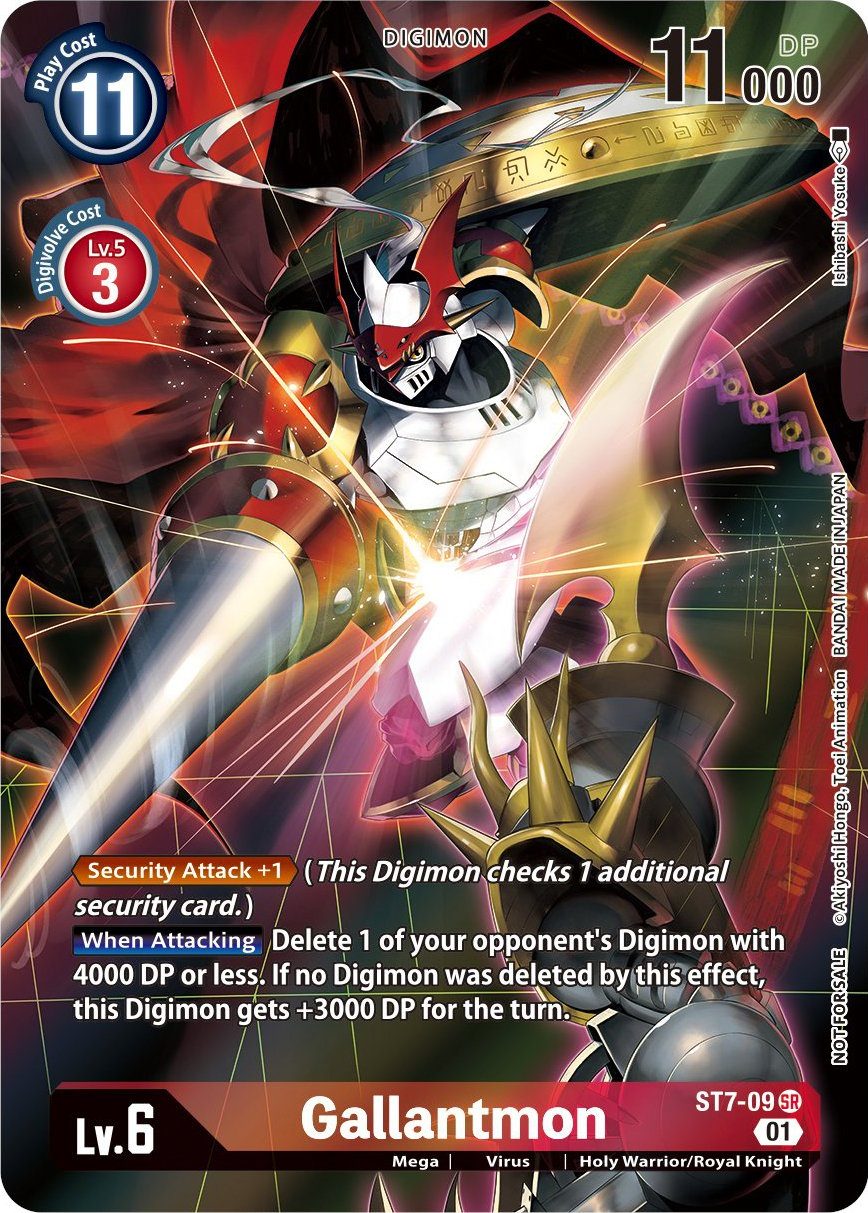 DIGIMON
Play Cost
11
11000
DP
Digivolve Cost
Lv.5
3
Ishibashi Yosuke
©Akiyoshi Hongo, Toei Animation BANDAI MADE IN JAPAN
NOT FOR SALE
Security Attack +1 (This Digimon checks 1 additional
security card.)
When Attacking Delete 1 of your opponent's Digimon with
4000 DP or less. If no Digimon was deleted by this effect,
this Digimon gets +3000 DP for the turn.
Lv.6
Gallantmon
ST7-09 SR
01
Mega | Virus | Holy Warrior/Royal Knight